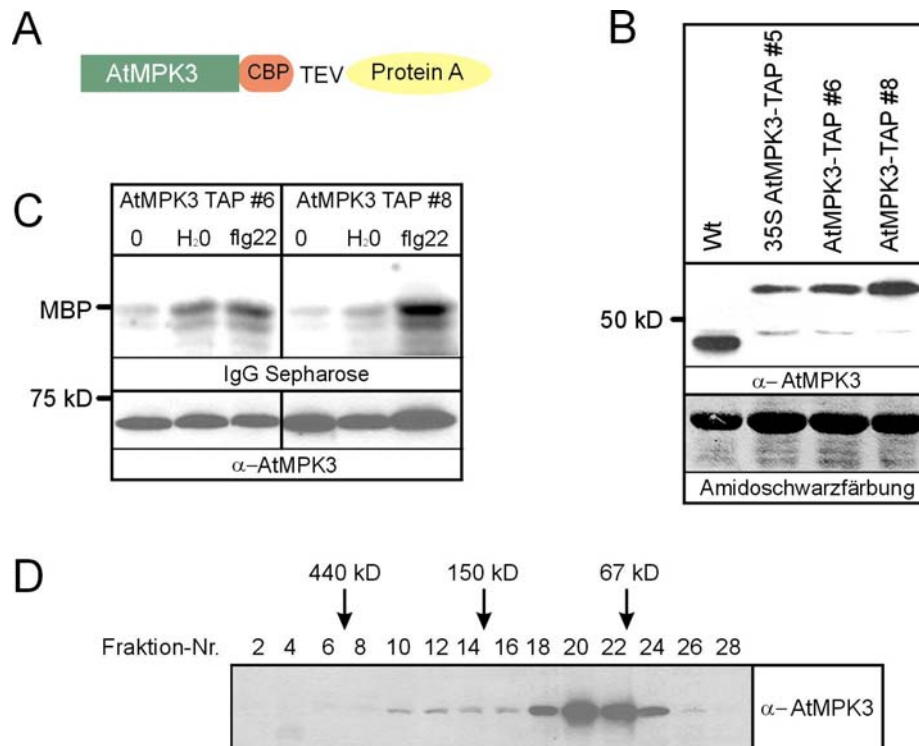 A
AtMPK3 CBP TEV Protein A
B
Wt
35S AtMPK3-TAP #5
AtMPK3-TAP #6
AtMPK3-TAP #8
50 kD
α- AtMPK3
Amidoschwarzfärbung
C
AtMPK3 TAP #6 AtMPK3 TAP #8
0 H₂0 flg22 0 H₂0 flg22
MBP
IgG Sepharose
75 kD
α-AtMPK3
D
440 kD 150 kD 67 kD
Fraktion-Nr. 2 4 6 8 10 12 14 16 18 20 22 24 26 28
α-AtMPK3